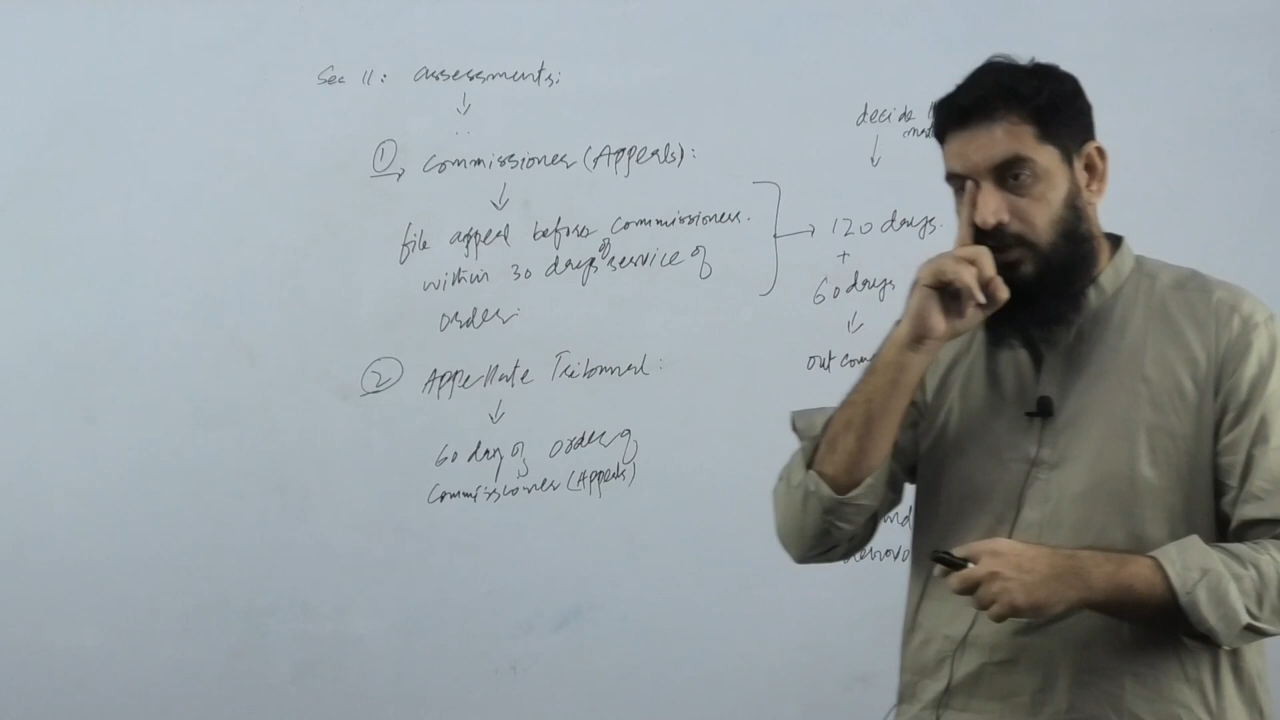 Sec 11: assessments:
① Commissioner (Appeals):
file appeal before commissioner.
within 30 days of service of
order.
② Appellate Tribunal:
60 day of order of
Commissioner (Appeals)
decide
120 days.
+
60 days